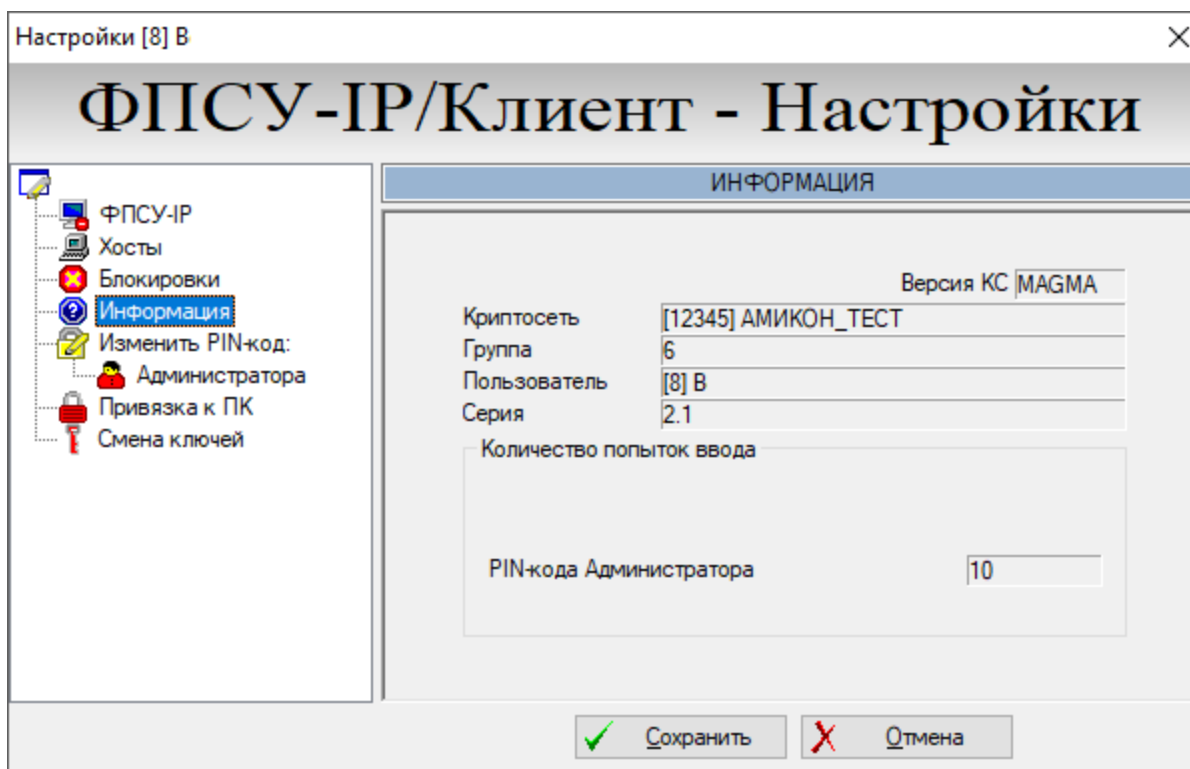 Настройки [8] В
ФПСУ-IP/Клиент - Настройки
ФПСУ-IP
Хосты
Блокировки
Информация
Изменить PIN-код:
Администратора
Привязка к ПК
Смена ключей
ИНФОРМАЦИЯ
Версия КС MAGMA
Криптосеть [12345] АМИКОН_ТЕСТ
Группа 6
Пользователь [8] В
Серия 2.1
Количество попыток ввода
PIN-кода Администратора 10
Сохранить Отмена